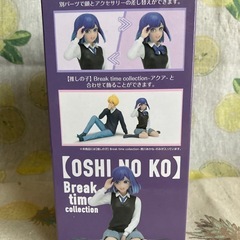 別パーツで顔とアクセサリーの差し替えができます。
【推しの子】Break time collection-アクア- と
合わせて飾ることができます。
【OSHI NO KO】
Break
time
collection